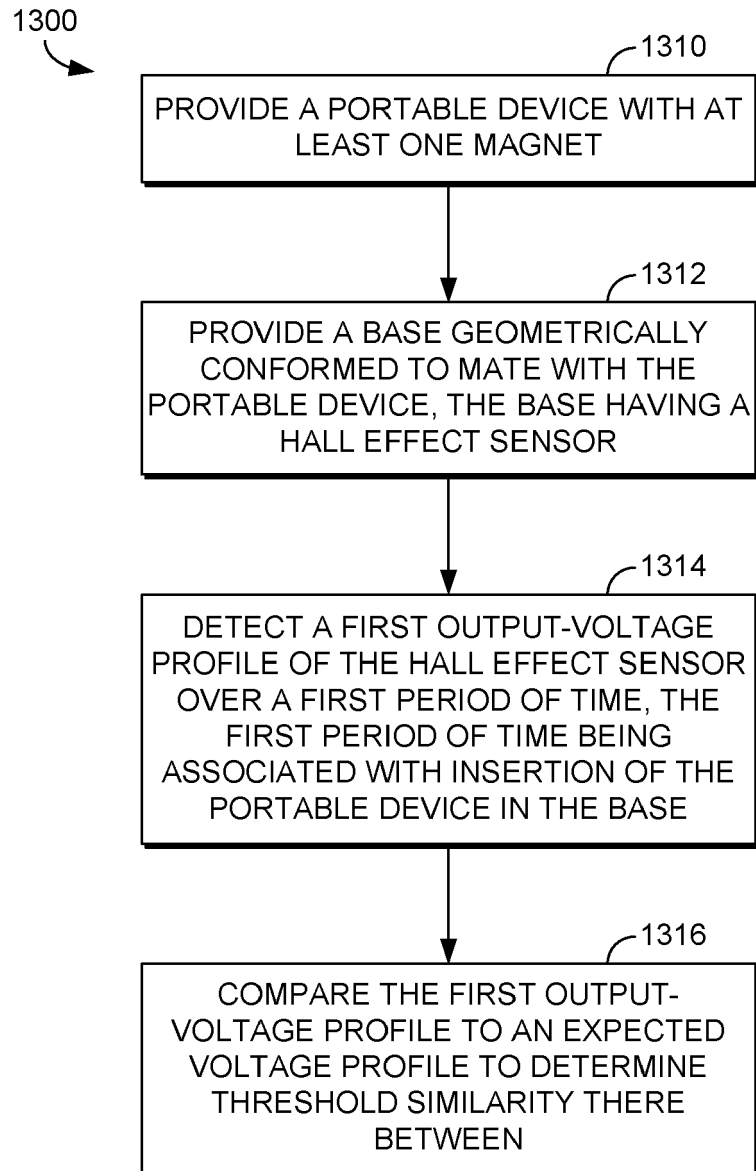 1300
1310
PROVIDE A PORTABLE DEVICE WITH AT
LEAST ONE MAGNET
1312
PROVIDE A BASE GEOMETRICALLY
CONFORMED TO MATE WITH THE
PORTABLE DEVICE, THE BASE HAVING A
HALL EFFECT SENSOR
1314
DETECT A FIRST OUTPUT-VOLTAGE
PROFILE OF THE HALL EFFECT SENSOR
OVER A FIRST PERIOD OF TIME, THE
FIRST PERIOD OF TIME BEING
ASSOCIATED WITH INSERTION OF THE
PORTABLE DEVICE IN THE BASE
1316
COMPARE THE FIRST OUTPUT-
VOLTAGE PROFILE TO AN EXPECTED
VOLTAGE PROFILE TO DETERMINE
THRESHOLD SIMILARITY THERE
BETWEEN